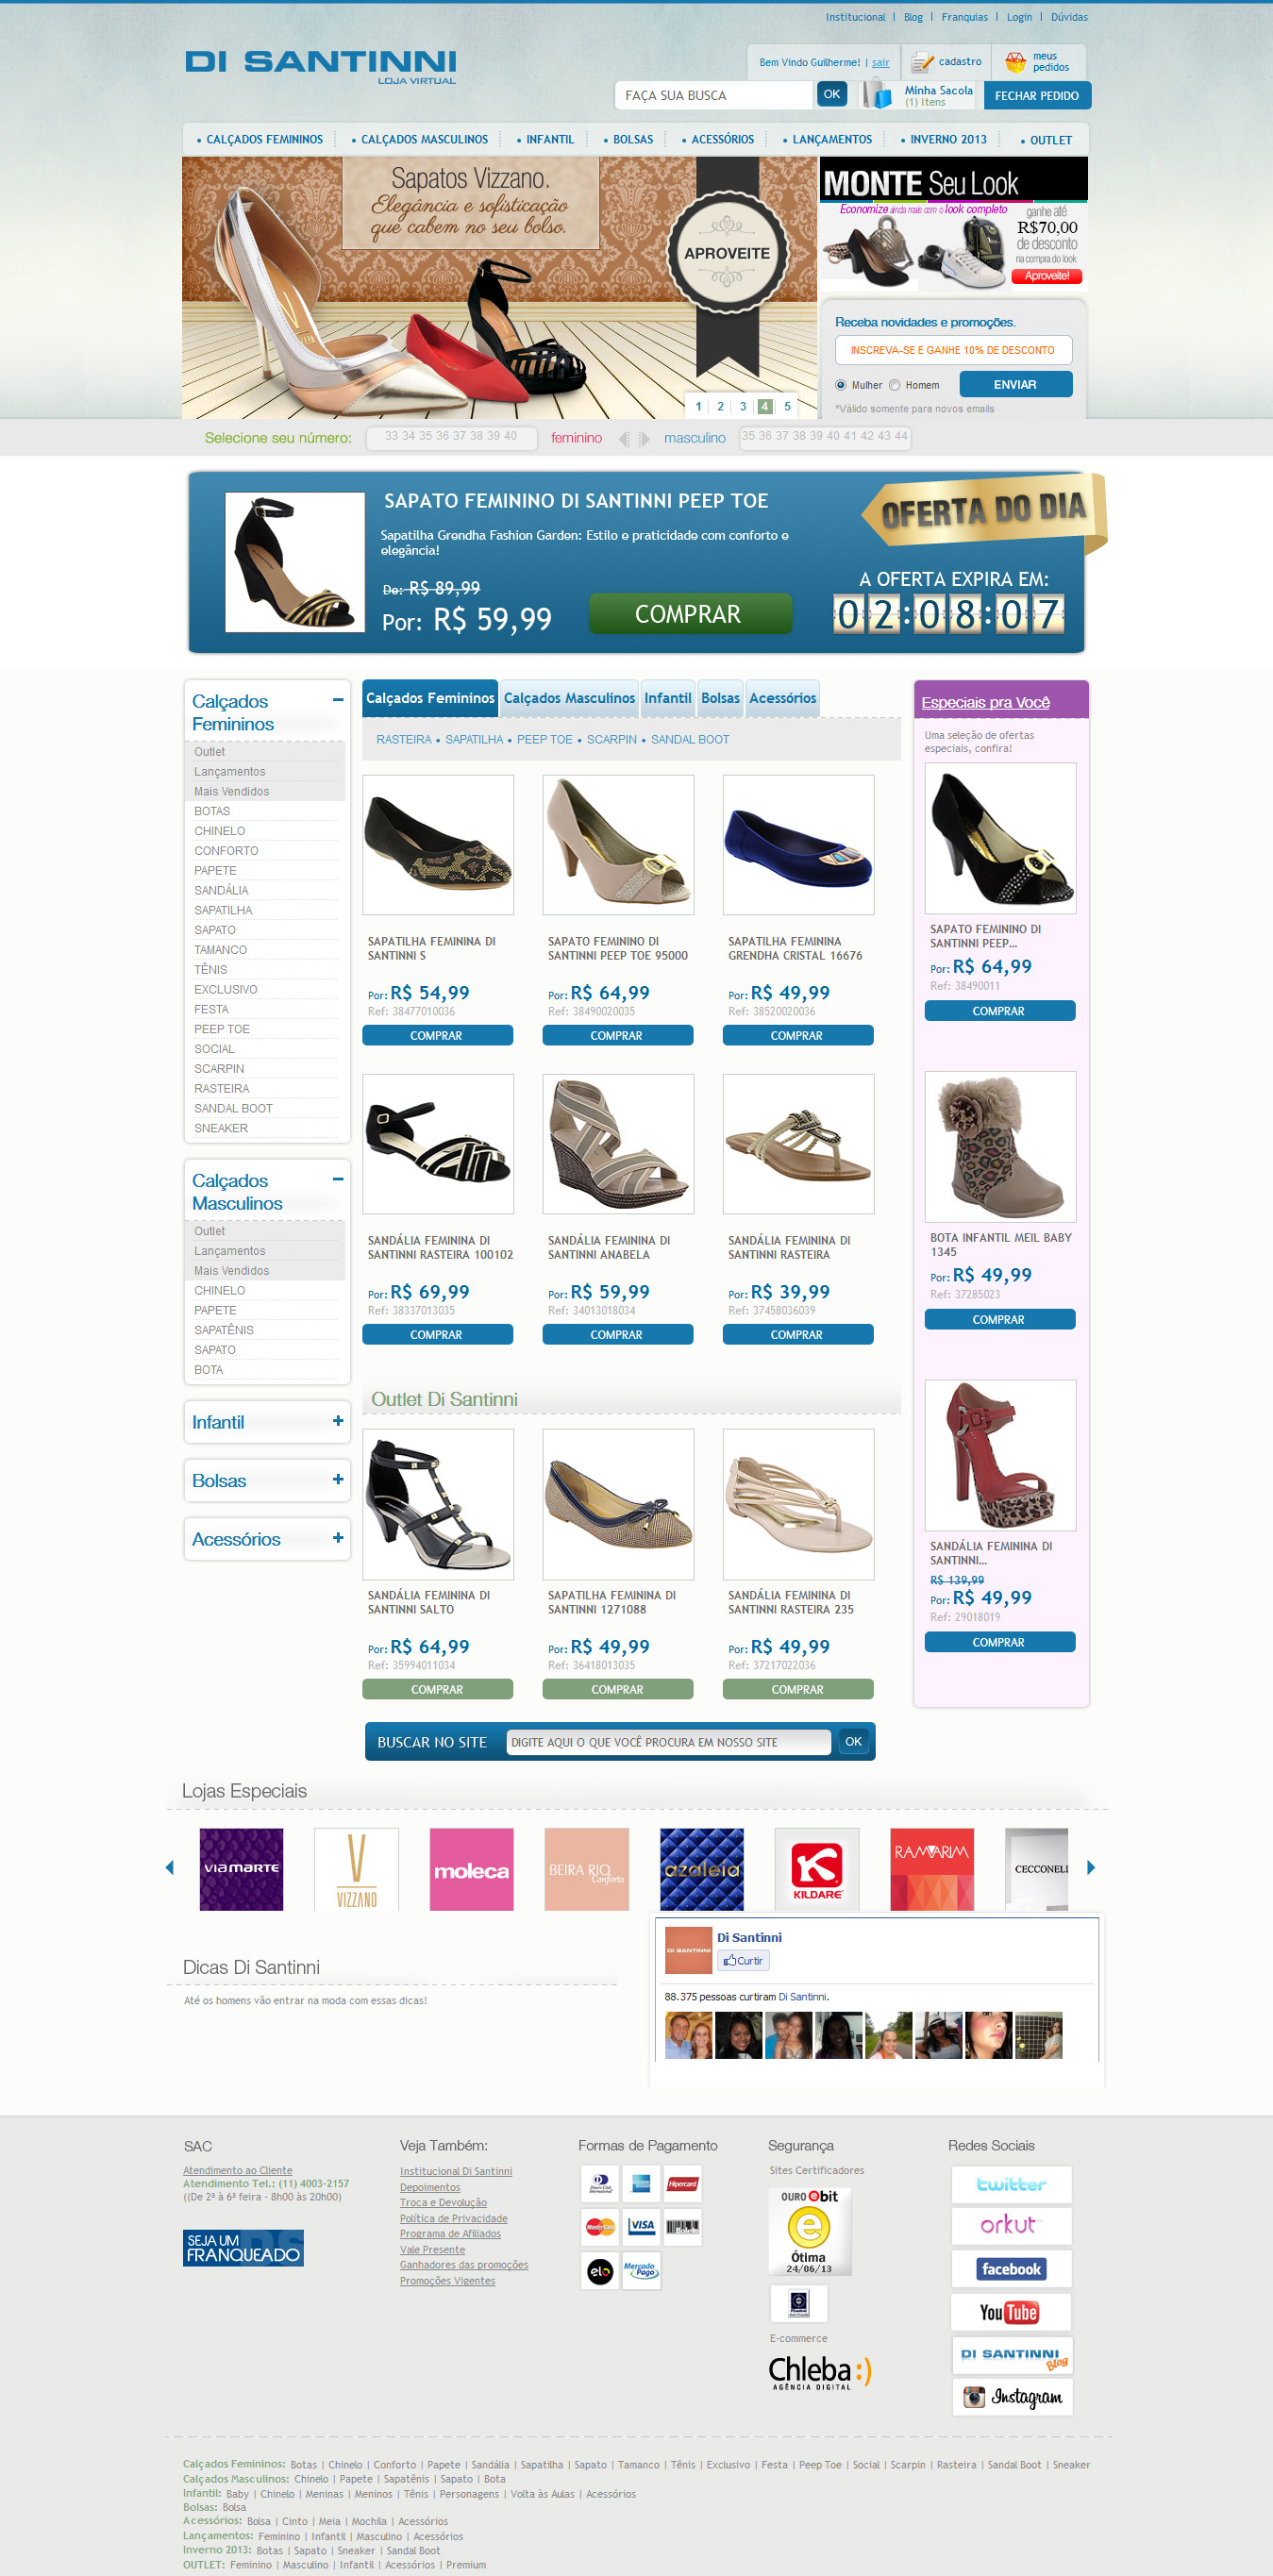 Institucional | Blog | Franquias | Login | Dúvidas
DI SANTINNI
LOJA VIRTUAL
Bem Vindo Guilherme! | sair
cadastro
meus
pedidos
FAÇA SUA BUSCA
OK
Minha Sacola
(1) Itens
FECHAR PEDIDO
• CALÇADOS FEMININOS • CALÇADOS MASCULINOS • INFANTIL • BOLSAS • ACESSÓRIOS • LANÇAMENTOS • INVERNO 2013 • OUTLET
Sapatos Vizzano.
Elegância e sofisticação
que cabem no seu bolso.
APROVEITE
1 2 3 4 5
MONTE Seu Look
Economize ainda mais com o look completo
ganhe até
R$70,00
de desconto
na compra do look
Aproveite!
Receba novidades e promoções.
INSCREVA-SE E GANHE 10% DE DESCONTO
Mulher Homem
ENVIAR
*Válido somente para novos emails
Selecione seu número: 33 34 35 36 37 38 39 40 feminino masculino 35 36 37 38 39 40 41 42 43 44
SAPATO FEMININO DI SANTINNI PEEP TOE
Sapatilha Grendha Fashion Garden: Estilo e praticidade com conforto e
elegância!
De: R$ 89,99
Por: R$ 59,99
COMPRAR
OFERTA DO DIA
A OFERTA EXPIRA EM:
02:08:07
Calçados
Femininos
Outlet
Lançamentos
Mais Vendidos
BOTAS
CHINELO
CONFORTO
PAPETE
SANDÁLIA
SAPATILHA
SAPATO
TAMANCO
TÊNIS
EXCLUSIVO
FESTA
PEEP TOE
SOCIAL
SCARPIN
RASTEIRA
SANDAL BOOT
SNEAKER
Calçados
Masculinos
Outlet
Lançamentos
Mais Vendidos
CHINELO
PAPETE
SAPATÊNIS
SAPATO
BOTA
Infantil
Bolsas
Acessórios
Calçados Femininos Calçados Masculinos Infantil Bolsas Acessórios
RASTEIRA • SAPATILHA • PEEP TOE • SCARPIN • SANDAL BOOT
SAPATILHA FEMININA DI
SANTINNI S
Por: R$ 54,99
Ref: 38477010036
COMPRAR
SAPATO FEMININO DI
SANTINNI PEEP TOE 95000
Por: R$ 64,99
Ref: 38490020035
COMPRAR
SAPATILHA FEMININA
GRENDHA CRISTAL 16676
Por: R$ 49,99
Ref: 38520020036
COMPRAR
SANDÁLIA FEMININA DI
SANTINNI RASTEIRA 100102
Por: R$ 69,99
Ref: 38337013035
COMPRAR
SANDÁLIA FEMININA DI
SANTINNI ANABELA
Por: R$ 59,99
Ref: 34013018034
COMPRAR
SANDÁLIA FEMININA DI
SANTINNI RASTEIRA
Por: R$ 39,99
Ref: 37458036039
COMPRAR
Outlet Di Santinni
SANDÁLIA FEMININA DI
SANTINNI SALTO
Por: R$ 64,99
Ref: 35994011034
COMPRAR
SAPATILHA FEMININA DI
SANTINNI 1271088
Por: R$ 49,99
Ref: 36418013035
COMPRAR
SANDÁLIA FEMININA DI
SANTINNI RASTEIRA 235
Por: R$ 49,99
Ref: 37217022036
COMPRAR
Especiais pra Você
Uma seleção de ofertas
especiais, confira!
SAPATO FEMININO DI
SANTINNI PEEP...
Por: R$ 64,99
Ref: 38490011
COMPRAR
BOTA INFANTIL MEIL BABY
1345
Por: R$ 49,99
Ref: 37285023
COMPRAR
SANDÁLIA FEMININA DI
SANTINNI...
R$ 139,99
Por: R$ 49,99
Ref: 29018019
COMPRAR
BUSCAR NO SITE
DIGITE AQUI O QUE VOCÊ PROCURA EM NOSSO SITE
OK
Lojas Especiais
VIAMARTE
V
VIZZANO
moleca
BEIRA RIO
Conforto
azaleia
K
KILDARE
RAMARIM
CECCONELL
Dicas Di Santinni
Até os homens vão entrar na moda com essas dicas!
DI SANTINNI
Di Santinni
Curtir
88.375 pessoas curtiram Di Santinni.
SAC
Atendimento ao Cliente
Atendimento Tel.: (11) 4003-2157
((De 2ª à 6ª feira - 8h00 às 20h00)
SEJA UM
FRANQUEADO
Veja Também:
Institucional Di Santinni
Depoimentos
Troca e Devolução
Política de Privacidade
Programa de Afiliados
Vale Presente
Ganhadores das promoções
Promoções Vigentes
Formas de Pagamento
Diners Club
International
Hipercard
MasterCard
VISA
Boleto
elo
Mercado
Pago
Segurança
Sites Certificadores
OURO ebit
e
Ótima
24/06/13
E-commerce
Chleba:)
AGÊNCIA DIGITAL
Redes Sociais
twitter
orkut
facebook
YouTube
DI SANTINNI
Blog
Instagram
Calçados Femininos: Botas | Chinelo | Conforto | Papete | Sandália | Sapatilha | Sapato | Tamanco | Tênis | Exclusivo | Festa | Peep Toe | Social | Scarpin | Rasteira | Sandal Boot | Sneaker
Calçados Masculinos: Chinelo | Papete | Sapatênis | Sapato | Bota
Infantil: Baby | Chinelo | Meninas | Meninos | Tênis | Personagens | Volta às Aulas | Acessórios
Bolsas: Bolsa
Acessórios: Bolsa | Cinto | Meia | Mochila | Acessórios
Lançamentos: Feminino | Infantil | Masculino | Acessórios
Inverno 2013: Botas | Sapato | Sneaker | Sandal Boot
OUTLET: Feminino | Masculino | Infantil | Acessórios | Premium